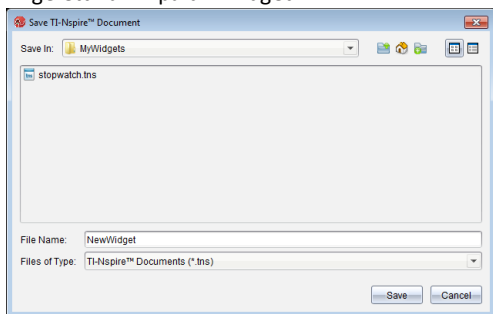 Save TI-Nspire™ Document
Save In: MyWidgets
stopwatch.tns
File Name: NewWidget
Files of Type: TI-Nspire™ Documents (*.tns)
Save Cancel